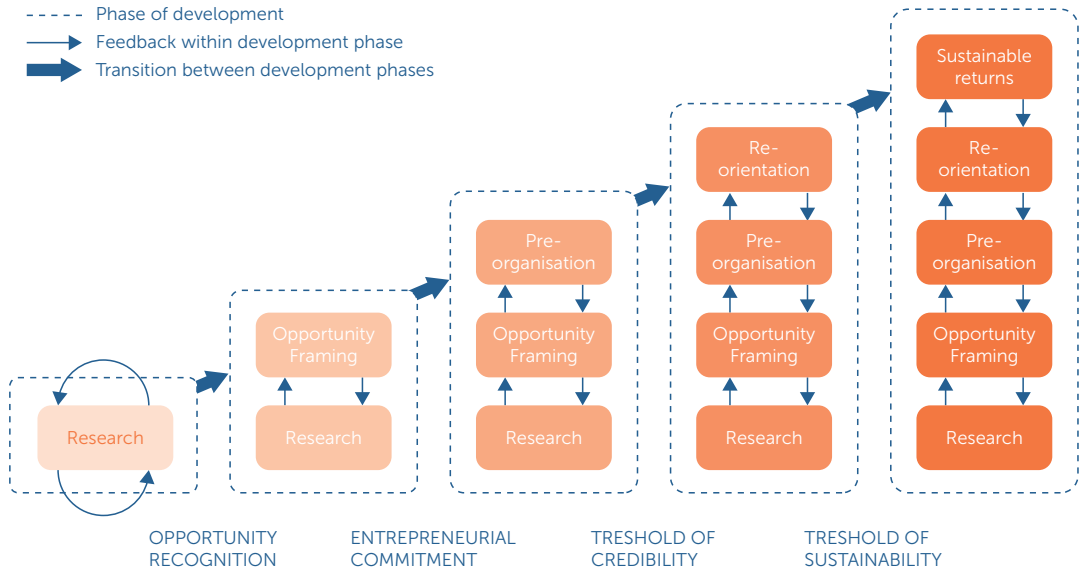 Phase of development
Feedback within development phase
Transition between development phases
Research
Opportunity
Framing
Research
Pre-
organisation
Opportunity
Framing
Research
Re-
orientation
Pre-
organisation
Opportunity
Framing
Research
Sustainable
returns
Re-
orientation
Pre-
organisation
Opportunity
Framing
Research
OPPORTUNITY
RECOGNITION
ENTREPRENEURIAL
COMMITMENT
TRESHOLD OF
CREDIBILITY
TRESHOLD OF
SUSTAINABILITY